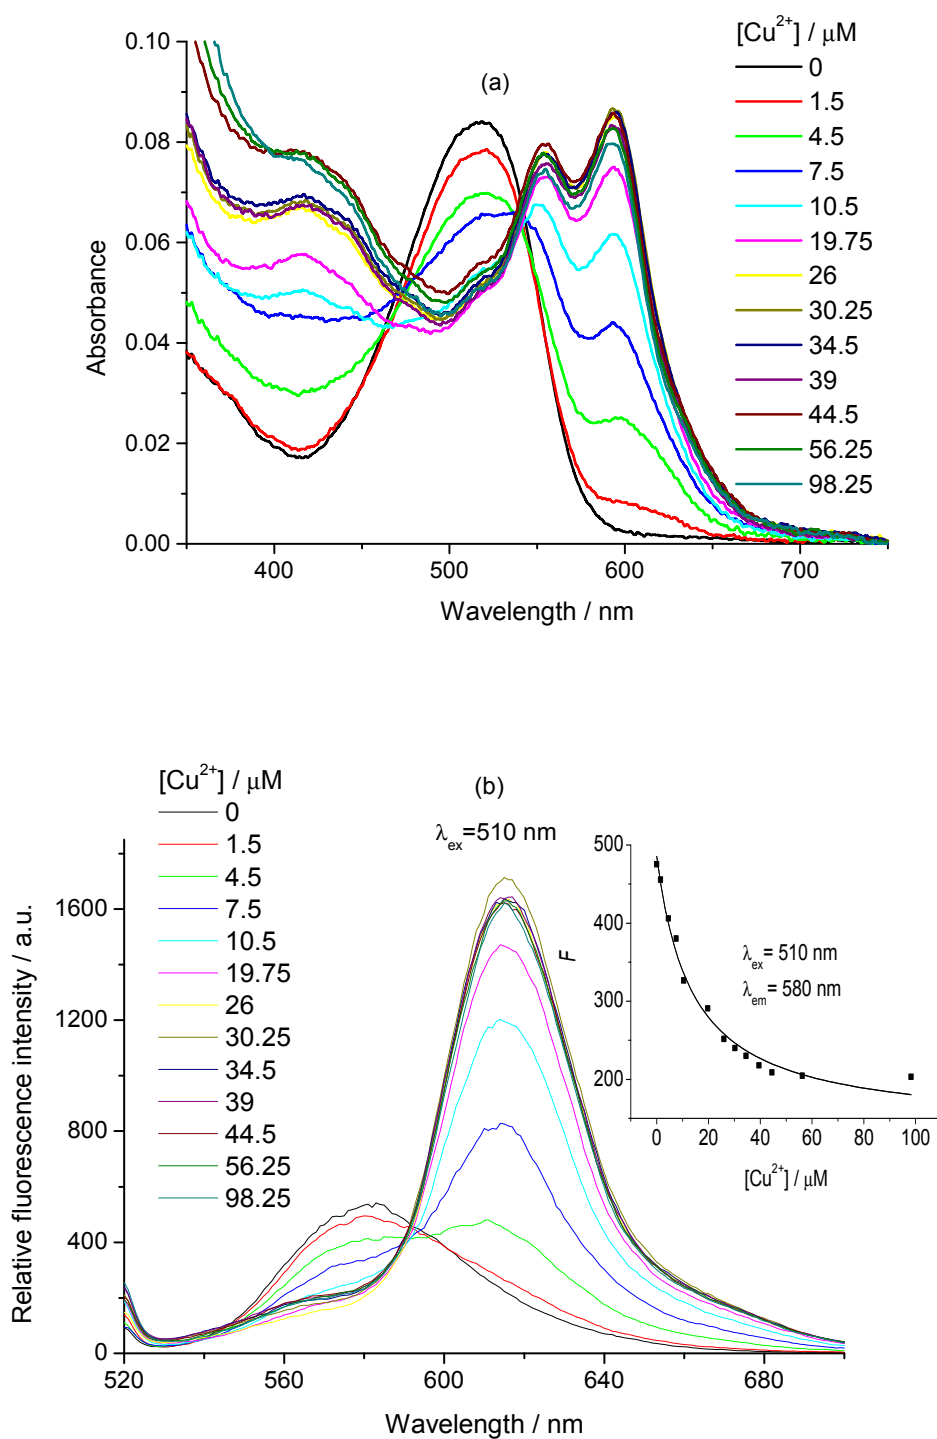 [Cu²⁺] / μM
0
1.5
4.5
7.5
10.5
19.75
26
30.25
34.5
39
44.5
56.25
98.25
(a)
0.10
0.08
0.06
0.04
0.02
0.00
Absorbance
400 500 600 700
Wavelength / nm
[Cu²⁺] / μM
0
1.5
4.5
7.5
10.5
19.75
26
30.25
34.5
39
44.5
56.25
98.25
(b)
λex=510 nm
1600
1200
800
400
0
Relative fluorescence intensity / a.u.
520 560 600 640 680
Wavelength / nm
500
400
300
200
F
λex= 510 nm
λem= 580 nm
0 20 40 60 80 100
[Cu²⁺] / μM